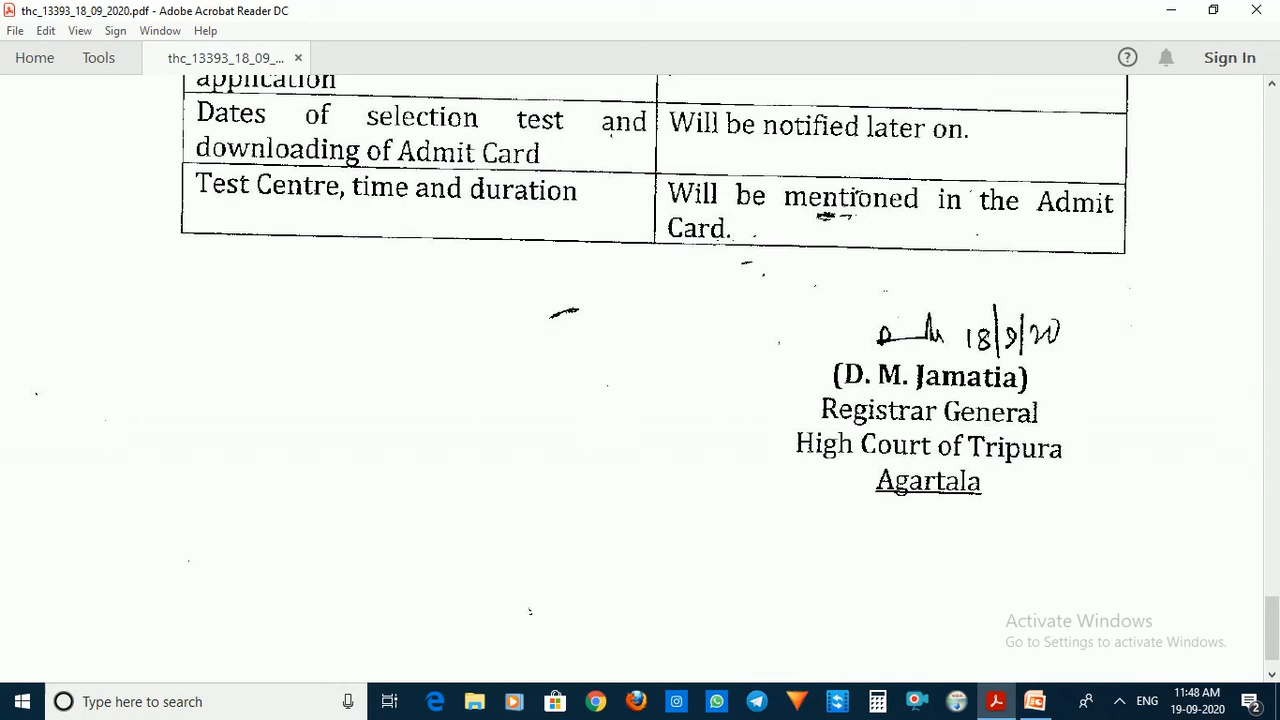 thc_13393_18_09_2020.pdf - Adobe Acrobat Reader DC
File Edit View Sign Window Help
Home Tools thc_13393_18_09_... × ? Sign In
application
Dates of selection test and
downloading of Admit Card
Will be notified later on.
Test Centre, time and duration
Will be mentioned in the Admit
Card.
18/9/20
(D. M. Jamatia)
Registrar General
High Court of Tripura
Agartala
Activate Windows
Go to Settings to activate Windows.
Type here to search
ENG
11:48 AM
19-09-2020
2